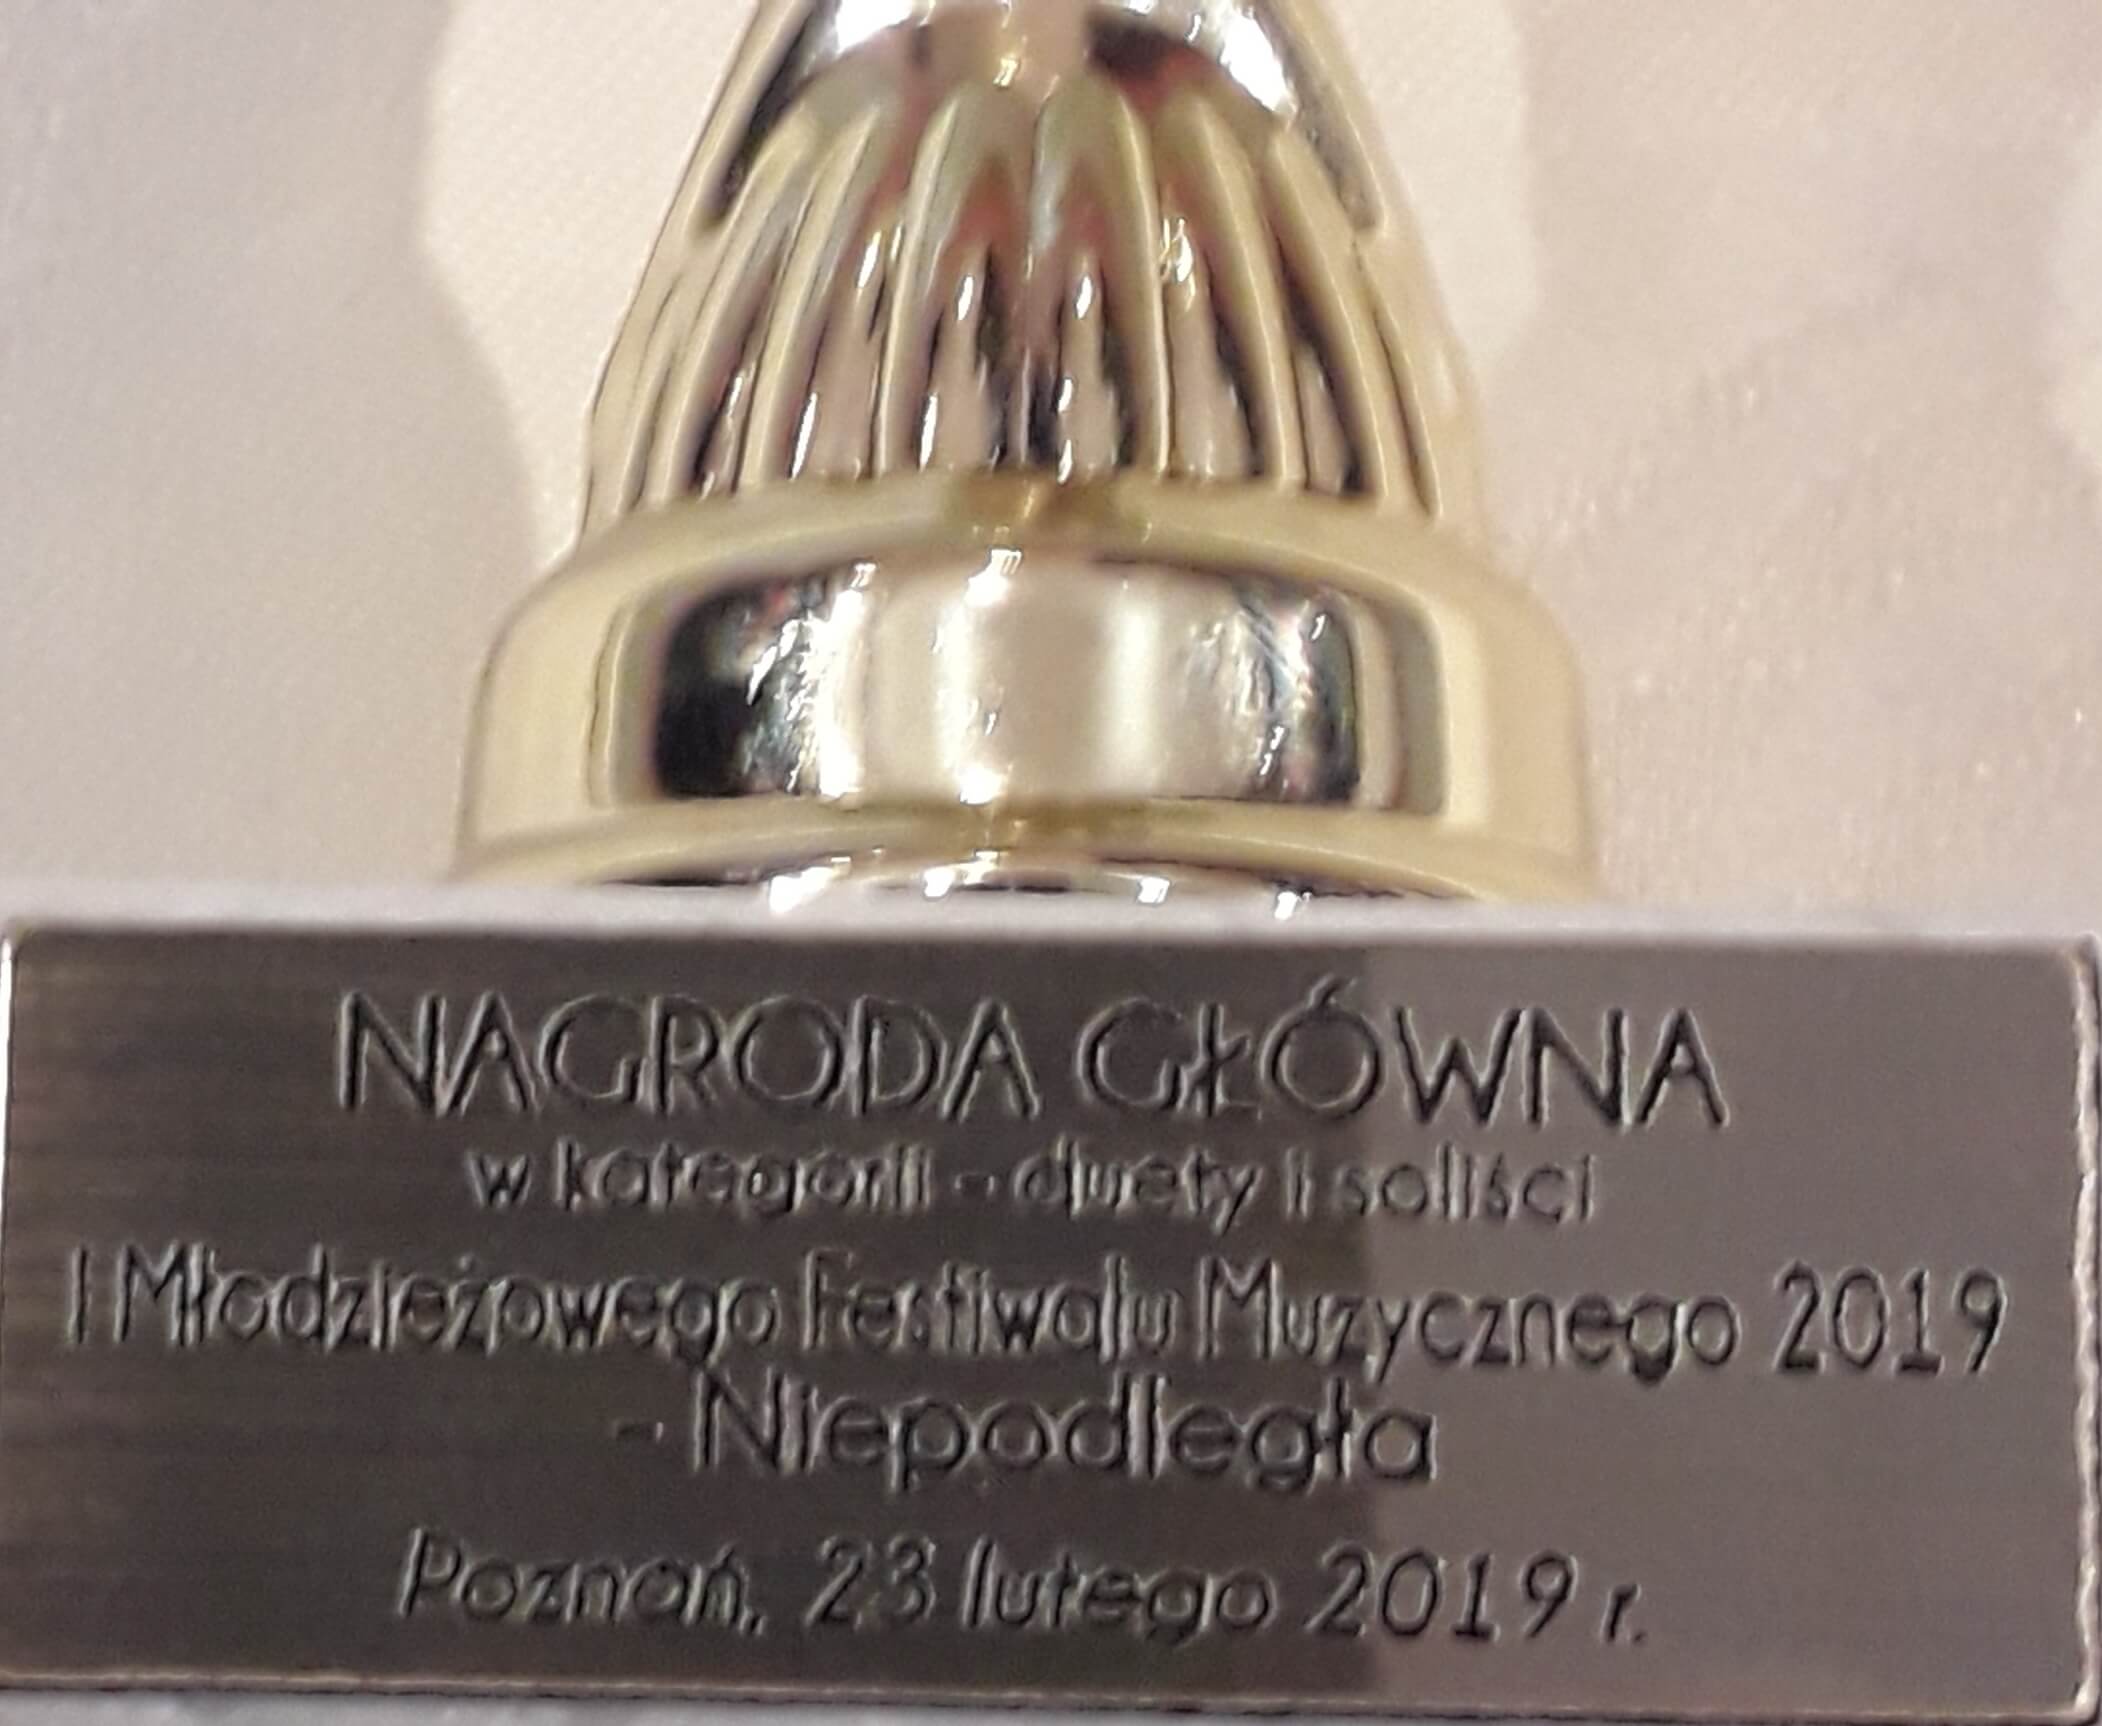 NAGRODA GŁÓWNA
w kategorii - duety i soliści
I Młodzieżowego Festiwalu Muzycznego 2019
- Niepodległa
Poznań, 23 lutego 2019 r.